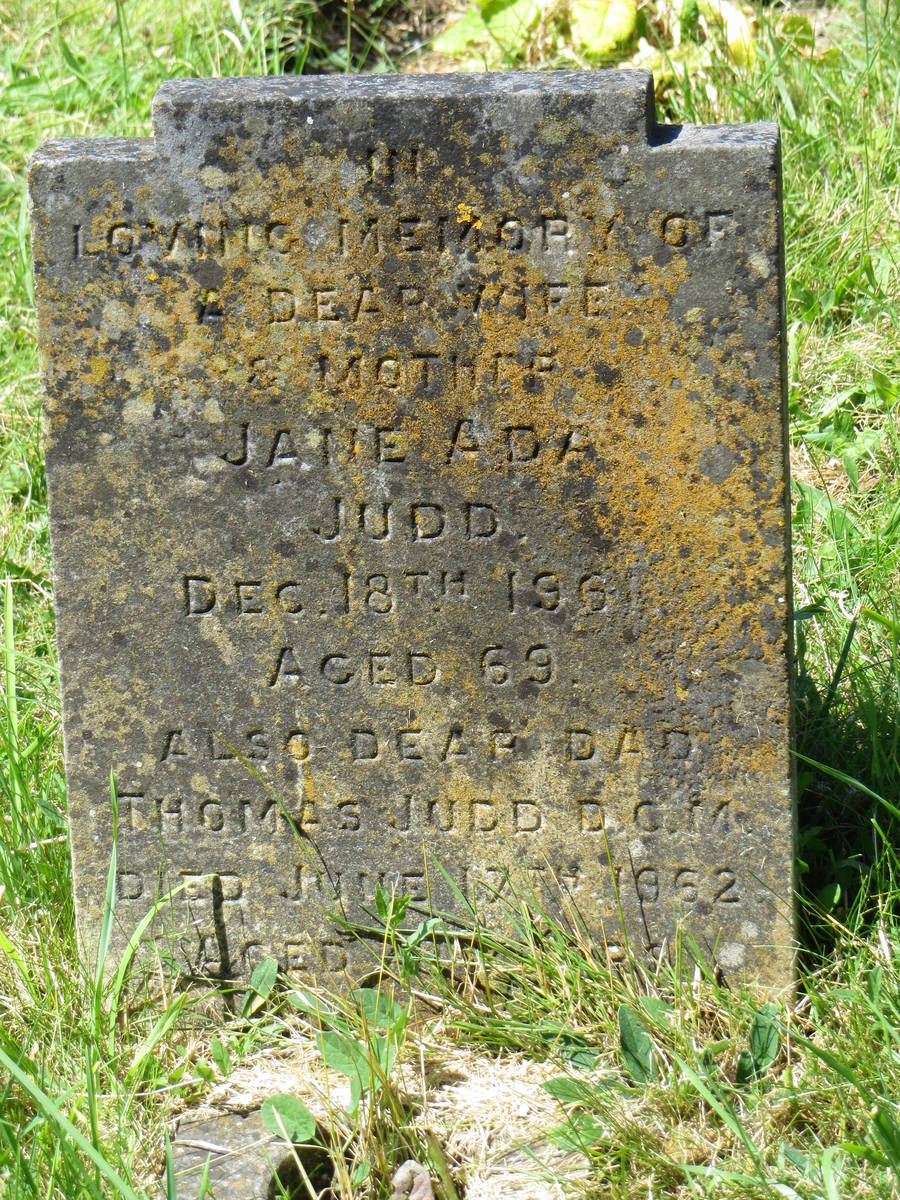 IN
LOVING MEMORY OF
A DEAR WIFE
& MOTHER
JANE ADA
JUDD.
DEC. 18TH. 1961
AGED 69.
ALSO DEAR DAD
THOMAS JUDD D.C.M.
DIED JUNE 17TH. 1962.
AGED